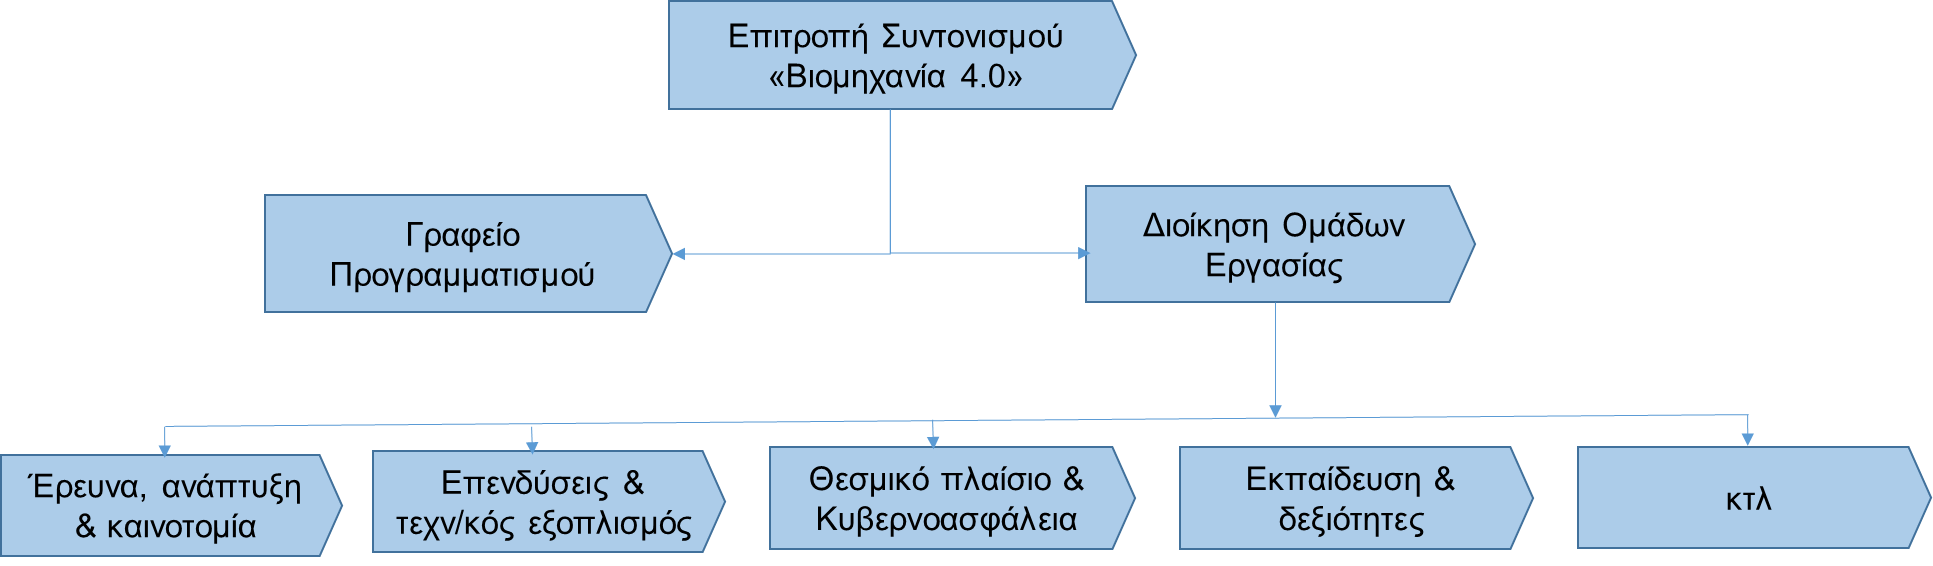 Επιτροπή Συντονισμού
«Βιομηχανία 4.0»
Γραφείο
Προγραμματισμού
Διοίκηση Ομάδων
Εργασίας
Έρευνα, ανάπτυξη
& καινοτομία
Επενδύσεις &
τεχν/κός εξοπλισμός
Θεσμικό πλαίσιο &
Κυβερνοασφάλεια
Εκπαίδευση &
δεξιότητες
κτλ